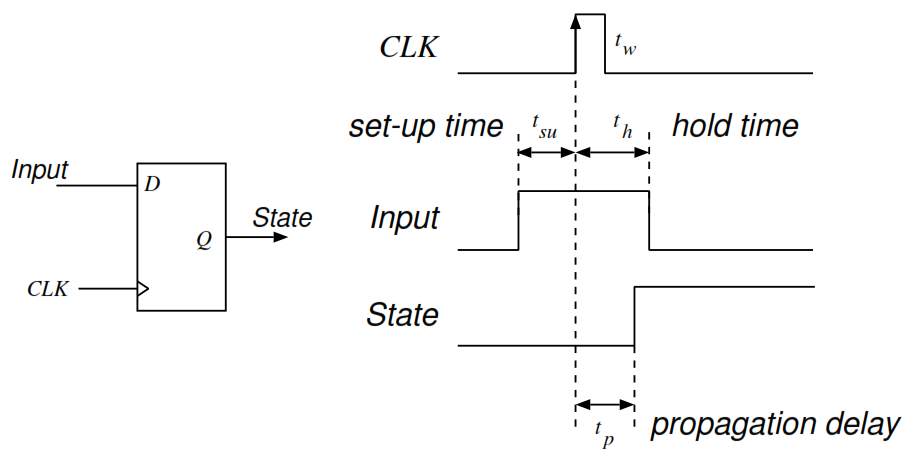 Input
D
Q
State
CLK
CLK
t_w
set-up time
t_su
t_h
hold time
Input
State
t_p
propagation delay